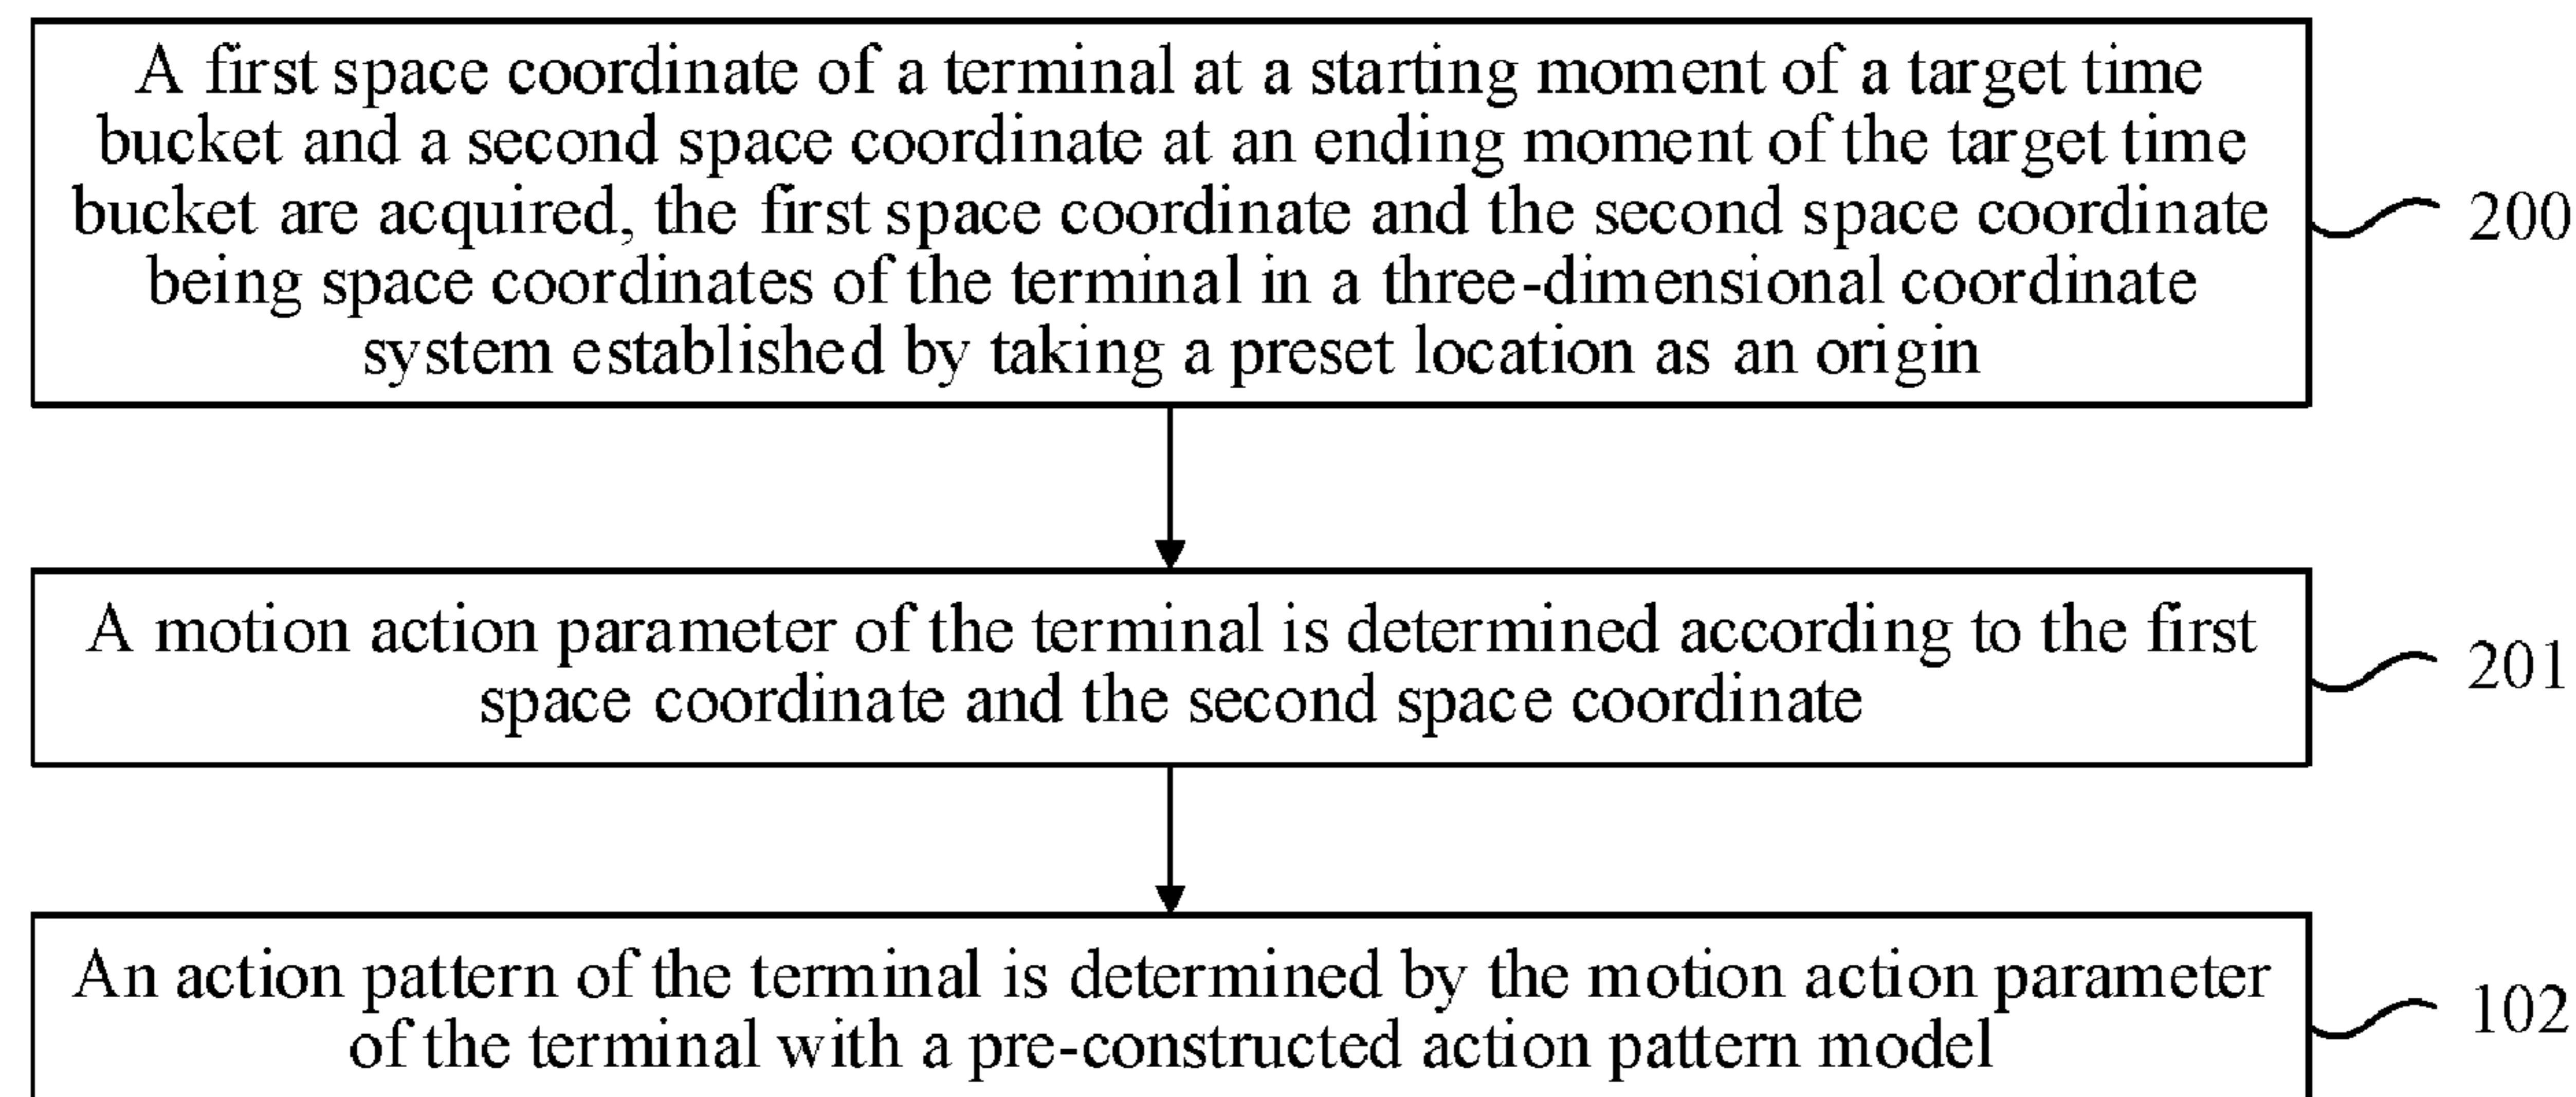 A first space coordinate of a terminal at a starting moment of a target time
bucket and a second space coordinate at an ending moment of the target time
bucket are acquired, the first space coordinate and the second space coordinate
being space coordinates of the terminal in a three-dimensional coordinate
system established by taking a preset location as an origin
200
A motion action parameter of the terminal is determined according to the first
space coordinate and the second space coordinate
201
An action pattern of the terminal is determined by the motion action parameter
of the terminal with a pre-constructed action pattern model
102